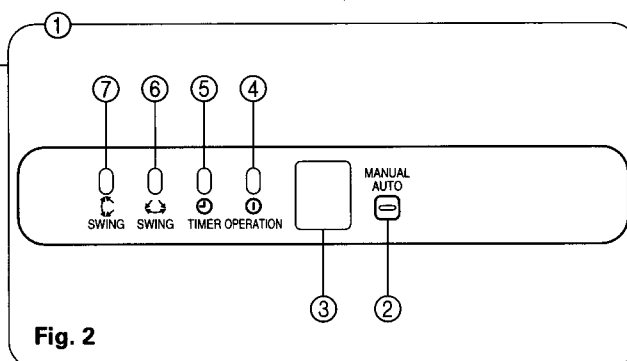 ①
⑦ ⑥ ⑤ ④
MANUAL
AUTO
SWING SWING TIMER OPERATION
③ ②
Fig. 2